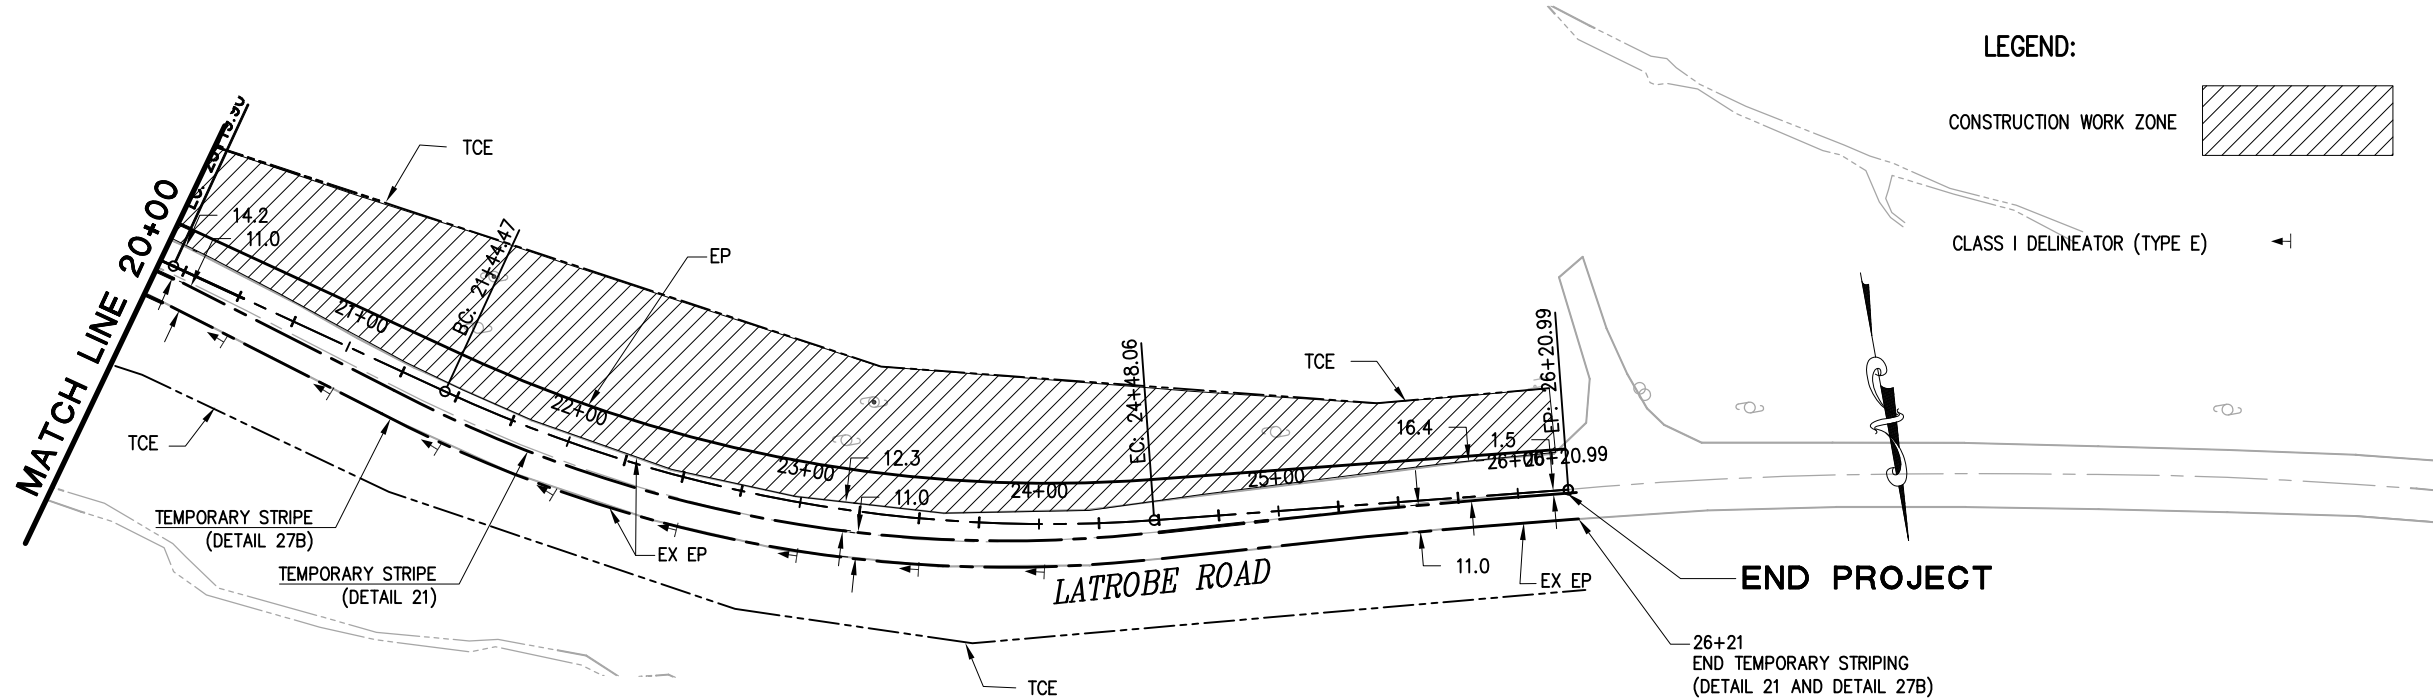 LEGEND:
CONSTRUCTION WORK ZONE
CLASS I DELINEATOR (TYPE E)
MATCH LINE 20+00
14.2
11.0
21+00
BC: 21+44.47
TCE
EP
22+00
23+00
12.3
11.0
24+00
EC: 24+48.06
25+00
TCE
16.4
1.5
EP: 26+20.99
26+00
26+20.99
TCE
TEMPORARY STRIPE
(DETAIL 27B)
TEMPORARY STRIPE
(DETAIL 21)
EX EP
LATROBE ROAD
11.0
EX EP
END PROJECT
26+21
END TEMPORARY STRIPING
(DETAIL 21 AND DETAIL 27B)
TCE